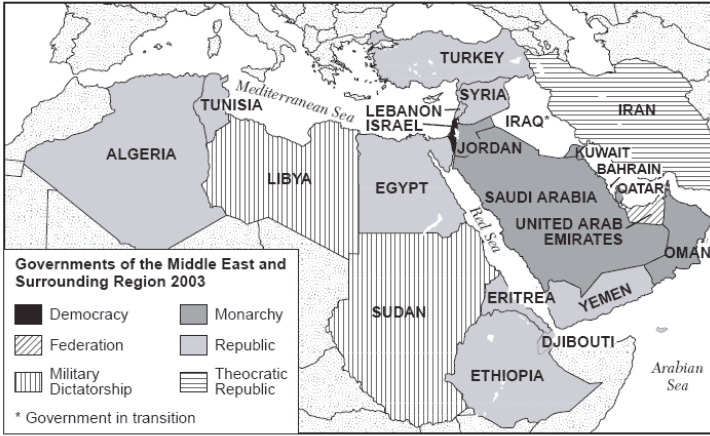 TURKEY
Mediterranean Sea
SYRIA
TUNISIA
LEBANON
ISRAEL
IRAQ*
IRAN
ALGERIA
JORDAN
KUWAIT
LIBYA
BAHRAIN
EGYPT
QATAR
SAUDI ARABIA
Red Sea
UNITED ARAB
EMIRATES
OMAN
Governments of the Middle East and
Surrounding Region 2003
Democracy
Monarchy
Federation
Republic
Military
Dictatorship
Theocratic
Republic
* Government in transition
SUDAN
ERITREA
YEMEN
DJIBOUTI
ETHIOPIA
Arabian
Sea